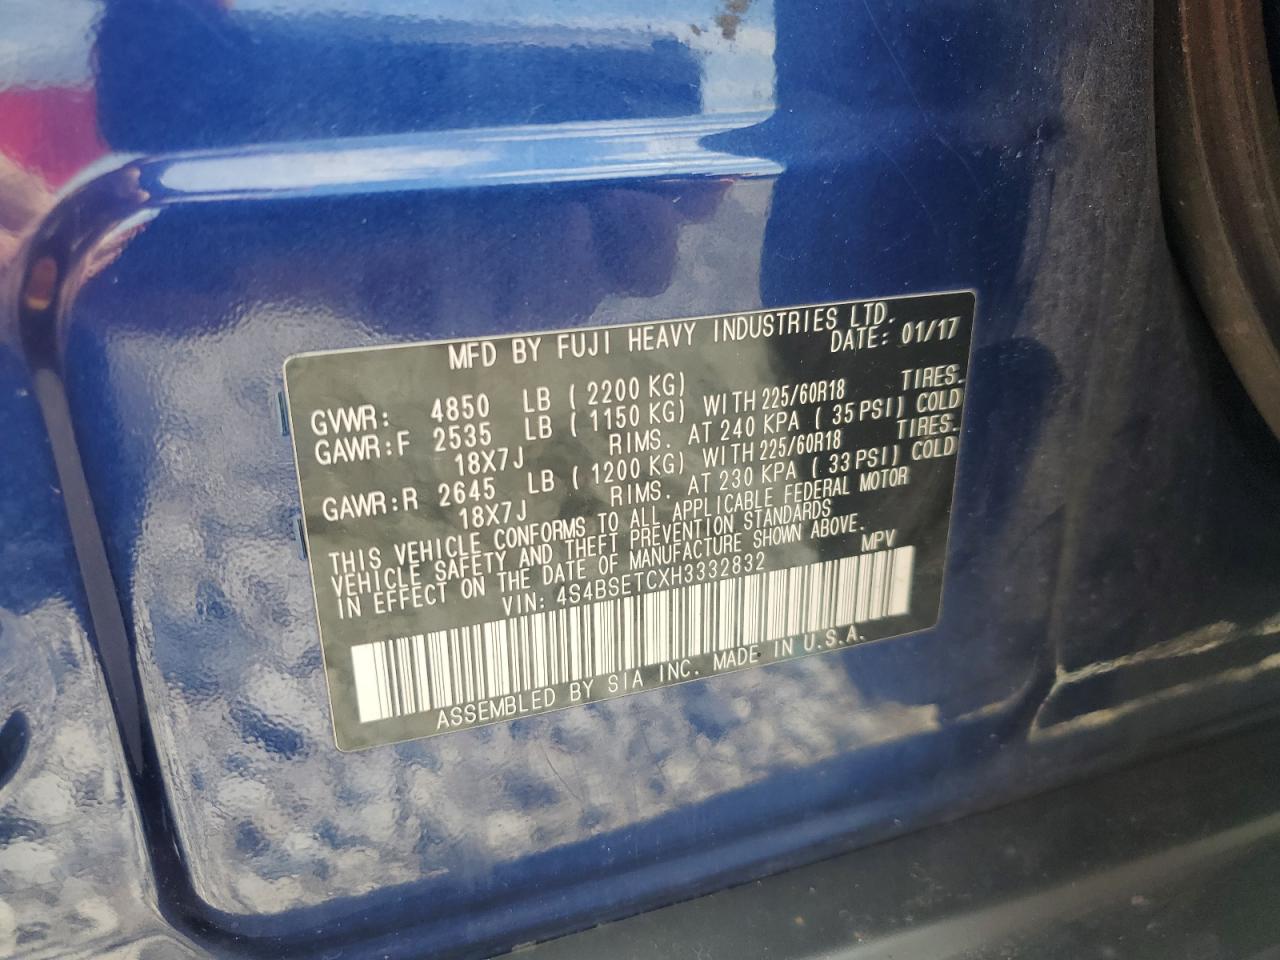 MFD BY FUJI HEAVY INDUSTRIES LTD.
DATE: 01/17
GVWR: 4850 LB ( 2200 KG)
GAWR:F 2535 LB ( 1150 KG) WITH 225/60R18 TIRES.
18X7J RIMS. AT 240 KPA ( 35 PSI) COLD
GAWR:R 2645 LB ( 1200 KG) WITH 225/60R18 TIRES.
18X7J RIMS. AT 230 KPA ( 33 PSI) COLD
THIS VEHICLE CONFORMS TO ALL APPLICABLE FEDERAL MOTOR
VEHICLE SAFETY AND THEFT PREVENTION STANDARDS
IN EFFECT ON THE DATE OF MANUFACTURE SHOWN ABOVE.
VIN: 4S4BSETCXH3332832 MPV
ASSEMBLED BY SIA INC. MADE IN U.S.A.